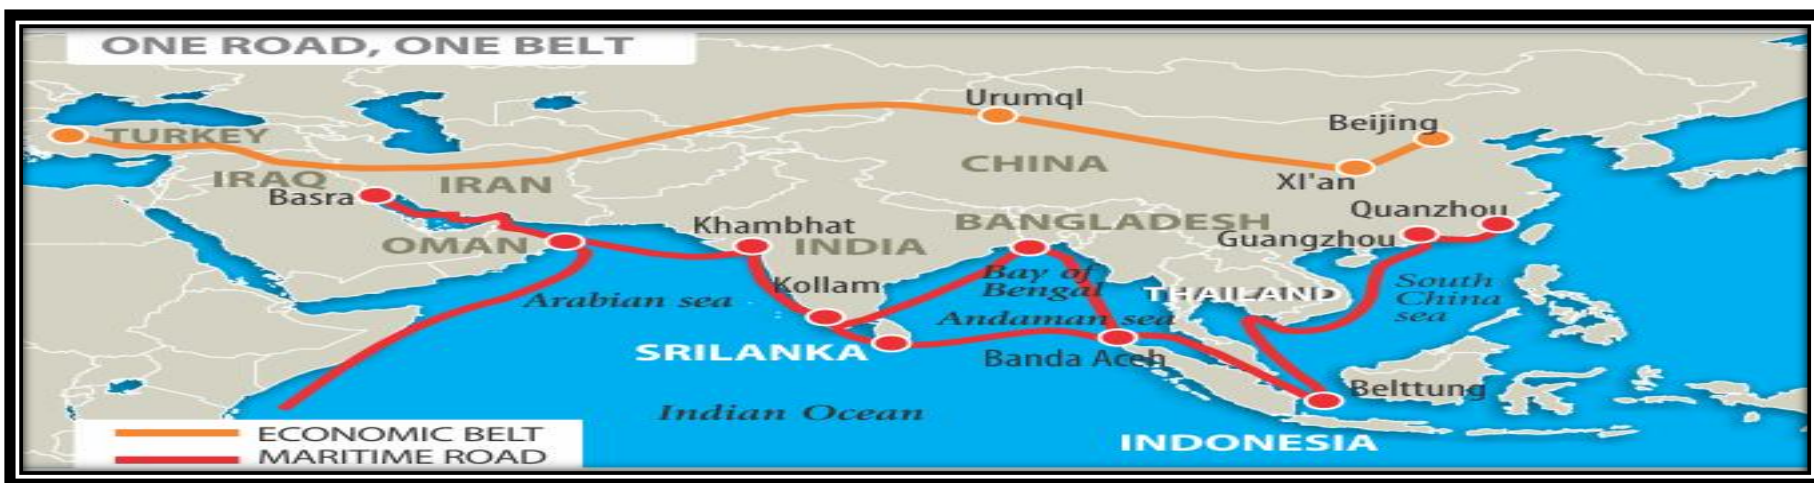 ONE ROAD, ONE BELT
Urumql
Beijing
TURKEY
CHINA
IRAQ
IRAN
XI'an
Basra
Quanzhou
Khambhat
BANGLADESH
OMAN
INDIA
Guangzhou
Kollam
Bay of
Bengal
South
China
sea
Arabian sea
THAILAND
Andaman sea
SRILANKA
Banda Aceh
Belttung
Indian Ocean
INDONESIA
ECONOMIC BELT
MARITIME ROAD